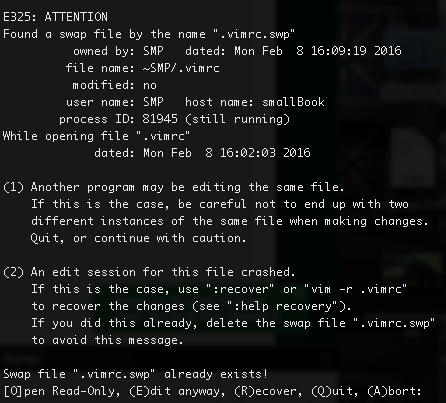 E325: ATTENTION
Found a swap file by the name ".vimrc.swp"
owned by: SMP   dated: Mon Feb  8 16:09:19 2016
file name: ~SMP/.vimrc
modified: no
user name: SMP   host name: smallBook
process ID: 81945 (still running)
While opening file ".vimrc"
dated: Mon Feb  8 16:02:03 2016
(1) Another program may be editing the same file.
If this is the case, be careful not to end up with two
different instances of the same file when making changes.
Quit, or continue with caution.
(2) An edit session for this file crashed.
If this is the case, use ":recover" or "vim -r .vimrc"
to recover the changes (see ":help recovery").
If you did this already, delete the swap file ".vimrc.swp"
to avoid this message.
Swap file ".vimrc.swp" already exists!
[O]pen Read-Only, (E)dit anyway, (R)ecover, (Q)uit, (A)bort: